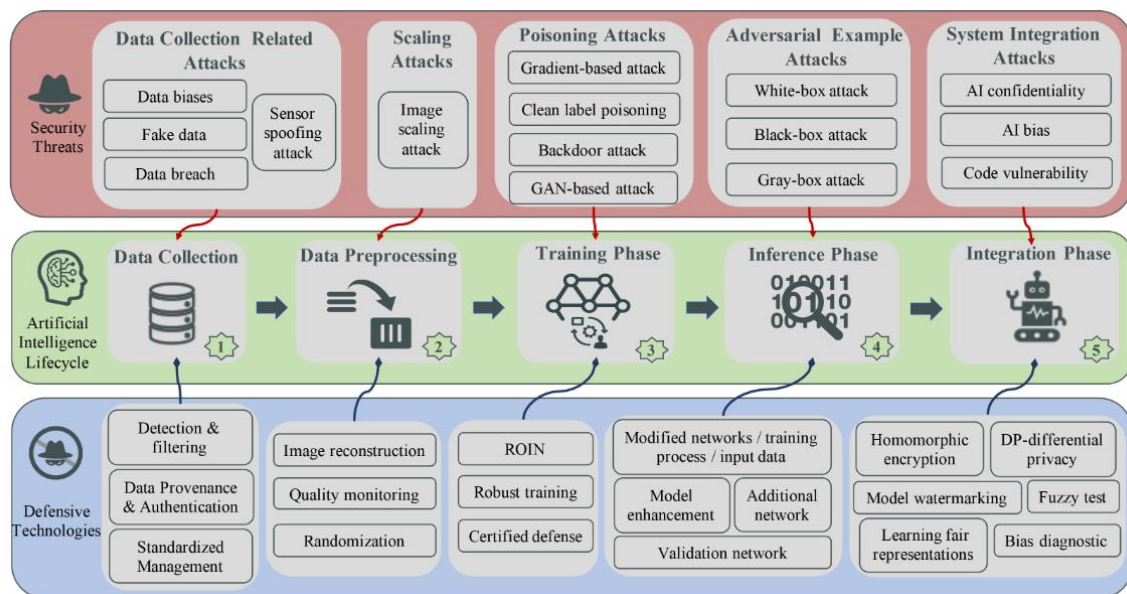 Data Collection Related
Attacks
Data biases
Fake data
Data breach
Sensor
spoofing
attack
Scaling
Attacks
Image
scaling
attack
Poisoning Attacks
Gradient-based attack
Clean label poisoning
Backdoor attack
GAN-based attack
Adversarial Example
Attacks
White-box attack
Black-box attack
Gray-box attack
System Integration
Attacks
AI confidentiality
AI bias
Code vulnerability
Security
Threats
Data Collection
1
Data Preprocessing
2
Training Phase
3
Inference Phase
010011
10110
001101
4
Integration Phase
5
Artificial
Intelligence
Lifecycle
Detection &
filtering
Data Provenance
& Authentication
Standardized
Management
Image reconstruction
Quality monitoring
Randomization
ROIN
Robust training
Certified defense
Modified networks / training
process / input data
Model
enhancement
Additional
network
Validation network
Homomorphic
encryption
DP-differential
privacy
Model watermarking
Fuzzy test
Learning fair
representations
Bias diagnostic
Defensive
Technologies